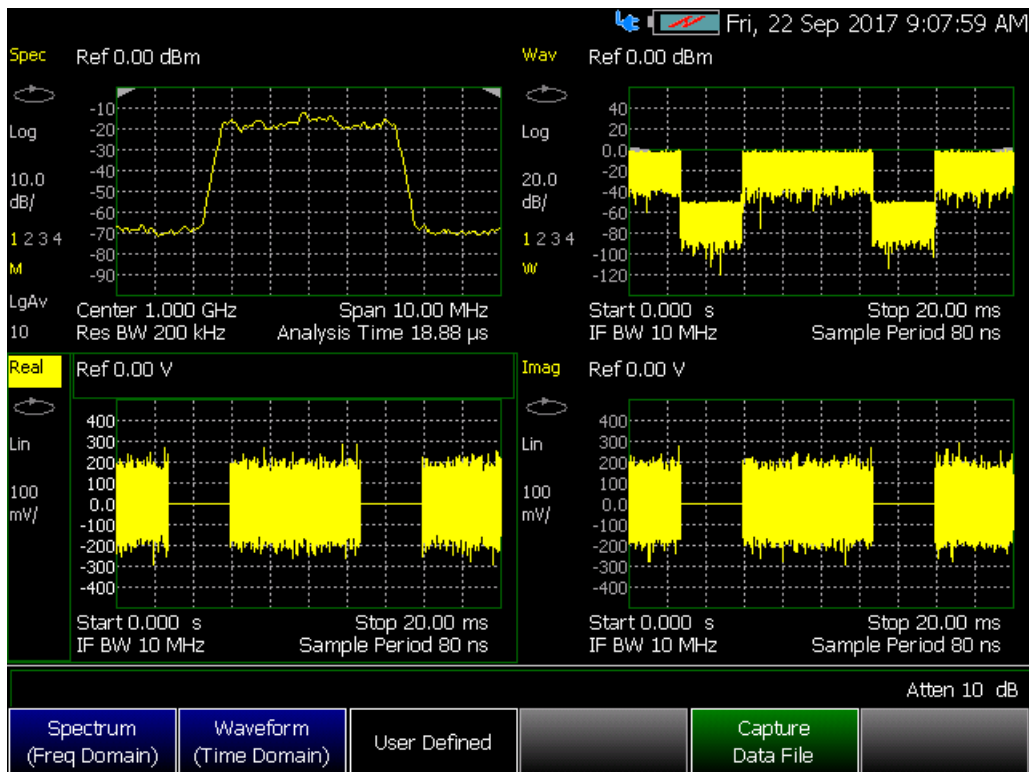 Fri, 22 Sep 2017 9:07:59 AM
Spec
Ref 0.00 dBm
Log
10.0
dB/
1 2 3 4
M
LgAv
10
-10
-20
-30
-40
-50
-60
-70
-80
-90
Center 1.000 GHz Span 10.00 MHz
Res BW 200 kHz Analysis Time 18.88 µs
Wav
Ref 0.00 dBm
Log
20.0
dB/
1 2 3 4
W
40
20
0.0
-20
-40
-60
-80
-100
-120
Start 0.000 s Stop 20.00 ms
IF BW 10 MHz Sample Period 80 ns
Real
Ref 0.00 V
Lin
100
mV/
400
300
200
100
0.0
-100
-200
-300
-400
Start 0.000 s Stop 20.00 ms
IF BW 10 MHz Sample Period 80 ns
Imag
Ref 0.00 V
Lin
100
mV/
400
300
200
100
0.0
-100
-200
-300
-400
Start 0.000 s Stop 20.00 ms
IF BW 10 MHz Sample Period 80 ns
Atten 10 dB
Spectrum
(Freq Domain)
Waveform
(Time Domain)
User Defined
Capture
Data File